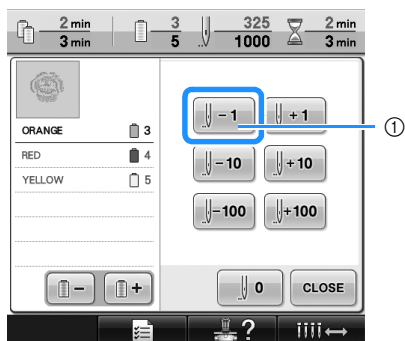 2 min 3 325 2 min
3 min 5 1000 3 min
ORANGE 3
RED 4
YELLOW 5
-1 +1
-10 +10
-100 +100
- + 0 CLOSE
?
①